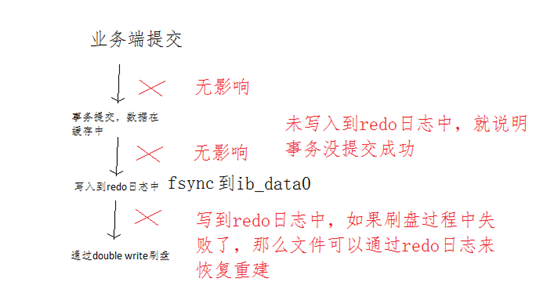 业务端提交
无影响
事务提交，数据在
缓存中
未写入到redo日志中，就说明
事务没提交成功
无影响
写入到redo日志中 fsync 到ib_data0
写到redo日志中，如果刷盘过程中失
败了，那么文件可以通过redo日志来
恢复重建
通过double write刷盘